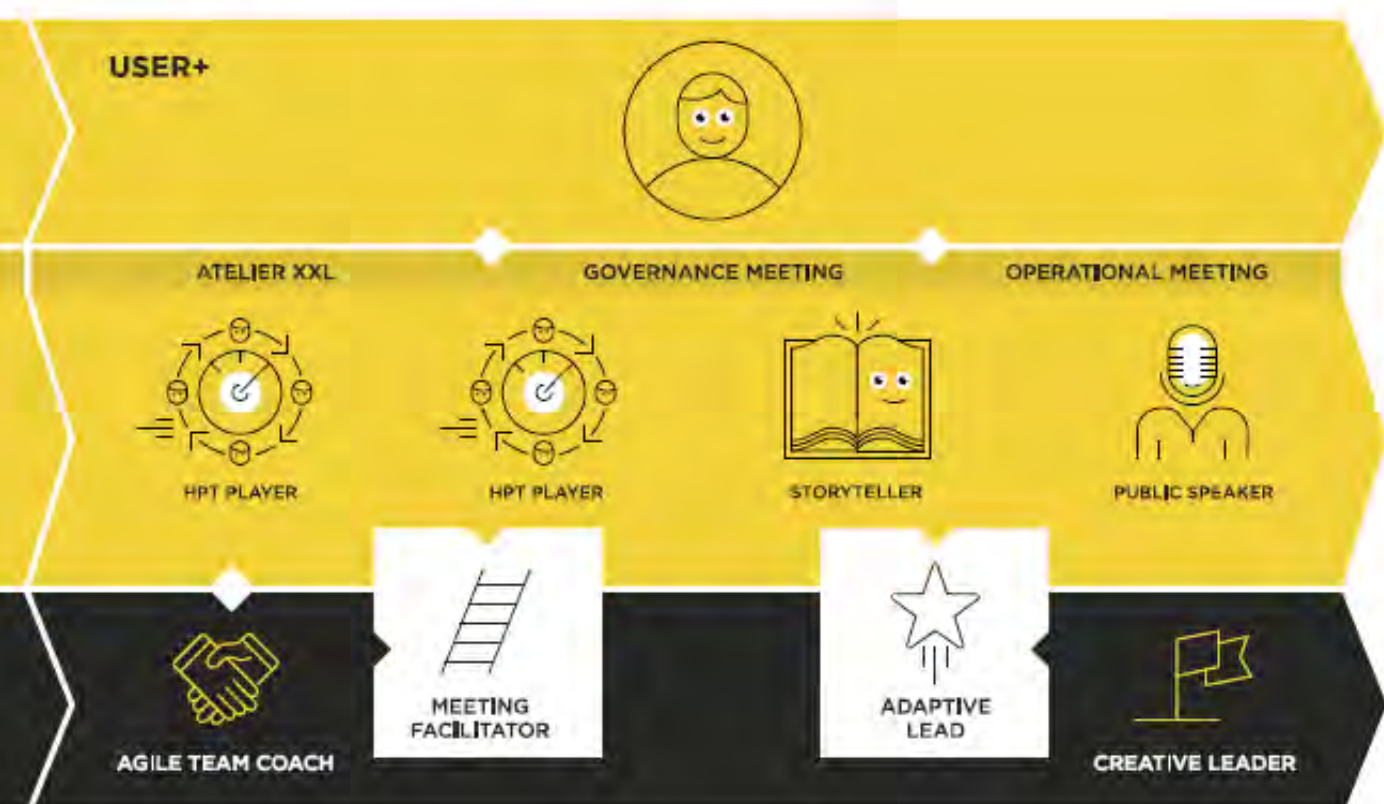 USER+
ATELIER XXL
GOVERNANCE MEETING
OPERATIONAL MEETING
HPT PLAYER
HPT PLAYER
STORYTELLER
PUBLIC SPEAKER
MEETING
FACILITATOR
ADAPTIVE
LEAD
AGILE TEAM COACH
CREATIVE LEADER